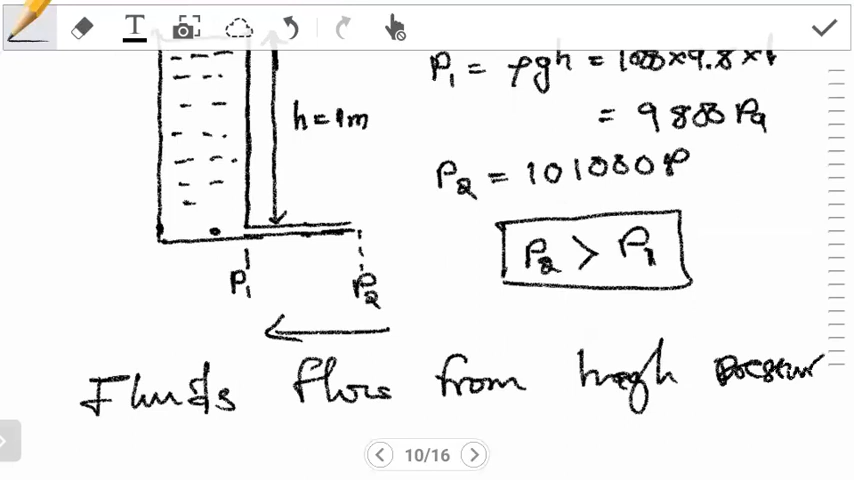 T
P₁ = ρgh = 1000×9.8×1
h = 1m
= 9800 Pa
P₂ = 101000 P
P₂ > P₁
P₁
P₂
Fluids flow from high pressur
10/16